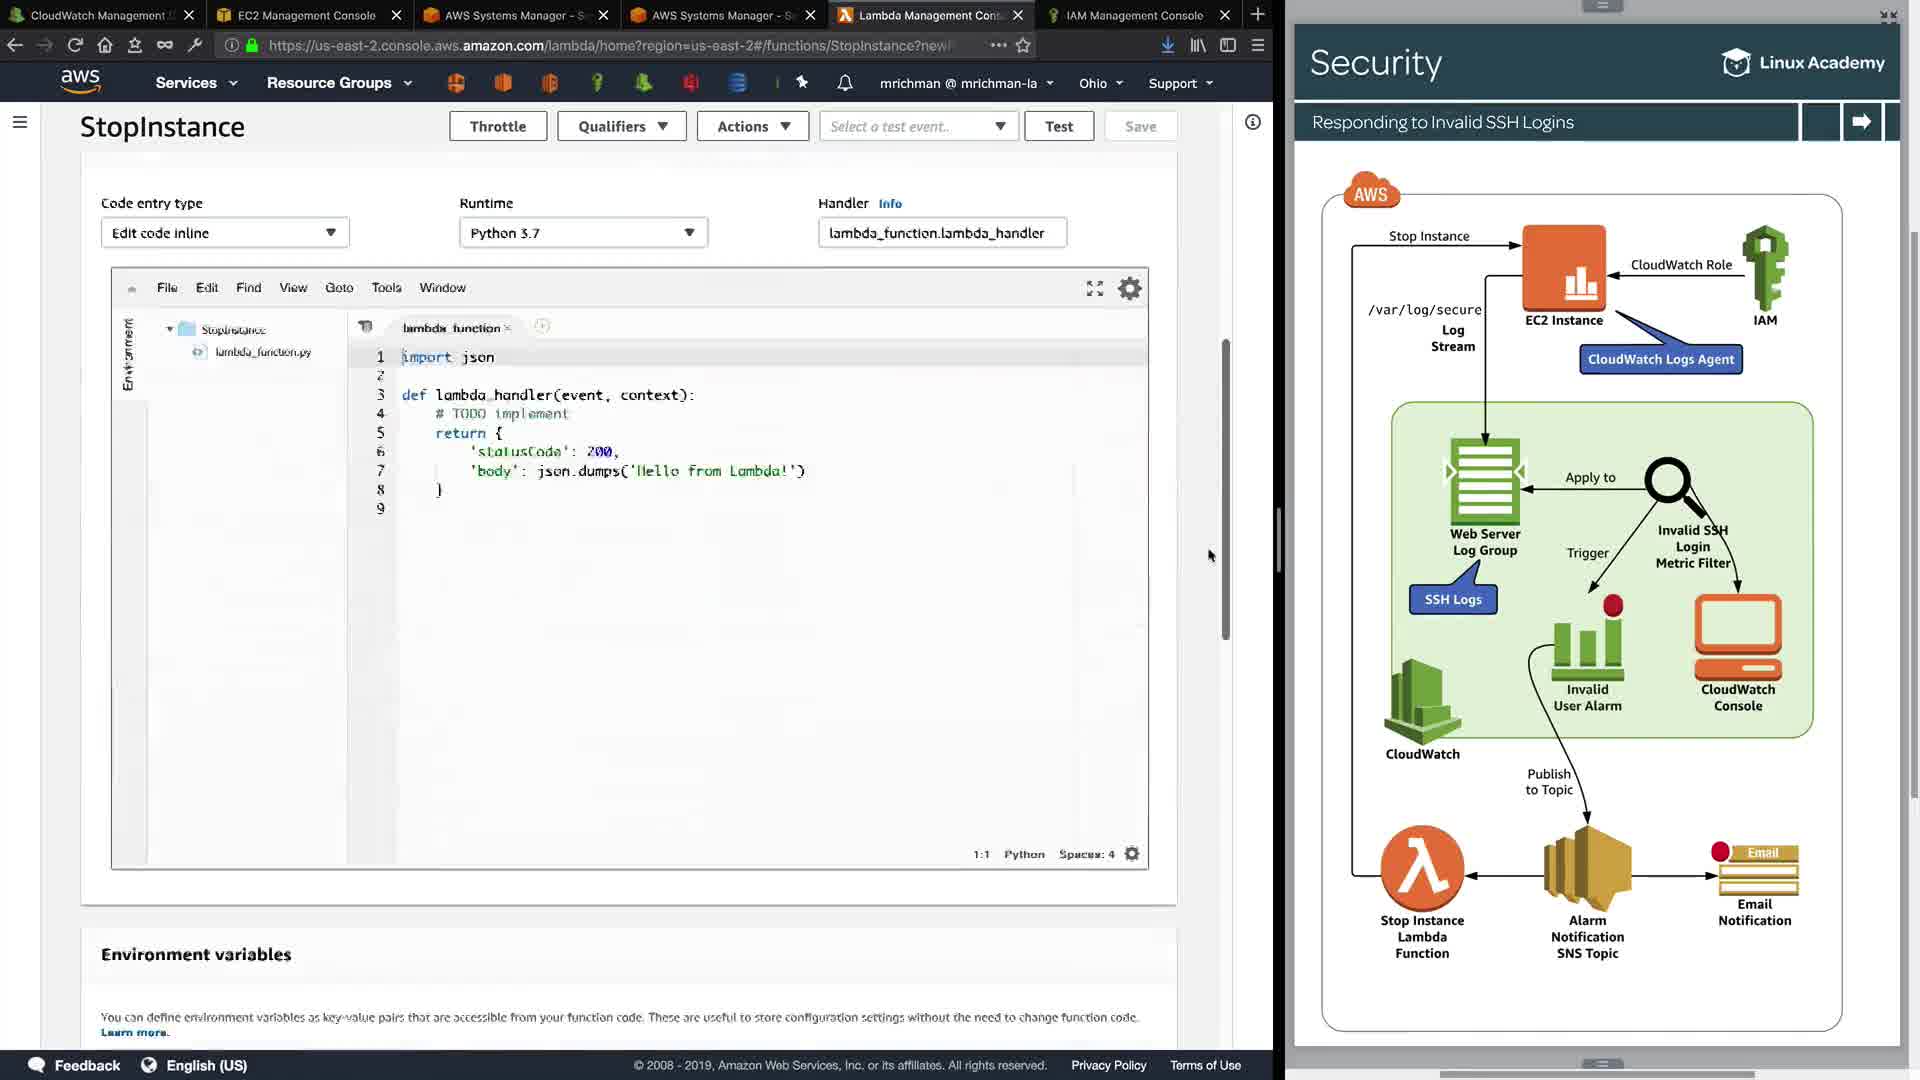 CloudWatch Management
EC2 Management Console
AWS Systems Manager - S
AWS Systems Manager - S
Lambda Management Cons
IAM Management Console
https://us-east-2.console.aws.amazon.com/lambda/home?region=us-east-2#/functions/StopInstance?newF
aws
Services
Resource Groups
mrichman @ mrichman-la
Ohio
Support
StopInstance
Throttle
Qualifiers
Actions
Select a test event..
Test
Save
Code entry type
Edit code inline
Runtime
Python 3.7
Handler Info
lambda_function.lambda_handler
File Edit Find View Goto Tools Window
Environment
StopInstance
lambda_function.py
lambda_function
1 import json
2
3 def lambda_handler(event, context):
4 # TODO implement
5 return {
6 'statusCode': 200,
7 'body': json.dumps('Hello from Lambda!')
8 }
9
1:1 Python Spaces: 4
Environment variables
You can define environment variables as key-value pairs that are accessible from your function code. These are useful to store configuration settings without the need to change function code.
Learn more.
Feedback
English (US)
© 2008 - 2019, Amazon Web Services, Inc. or its affiliates. All rights reserved.
Privacy Policy
Terms of Use
Security
Linux Academy
Responding to Invalid SSH Logins
AWS
Stop Instance
CloudWatch Role
/var/log/secure
Log
Stream
EC2 Instance
IAM
CloudWatch Logs Agent
Apply to
Web Server
Log Group
Invalid SSH
Login
Metric Filter
Trigger
SSH Logs
Invalid
User Alarm
CloudWatch
Console
CloudWatch
Publish
to Topic
Email
Stop Instance
Lambda
Function
Alarm
Notification
SNS Topic
Email
Notification